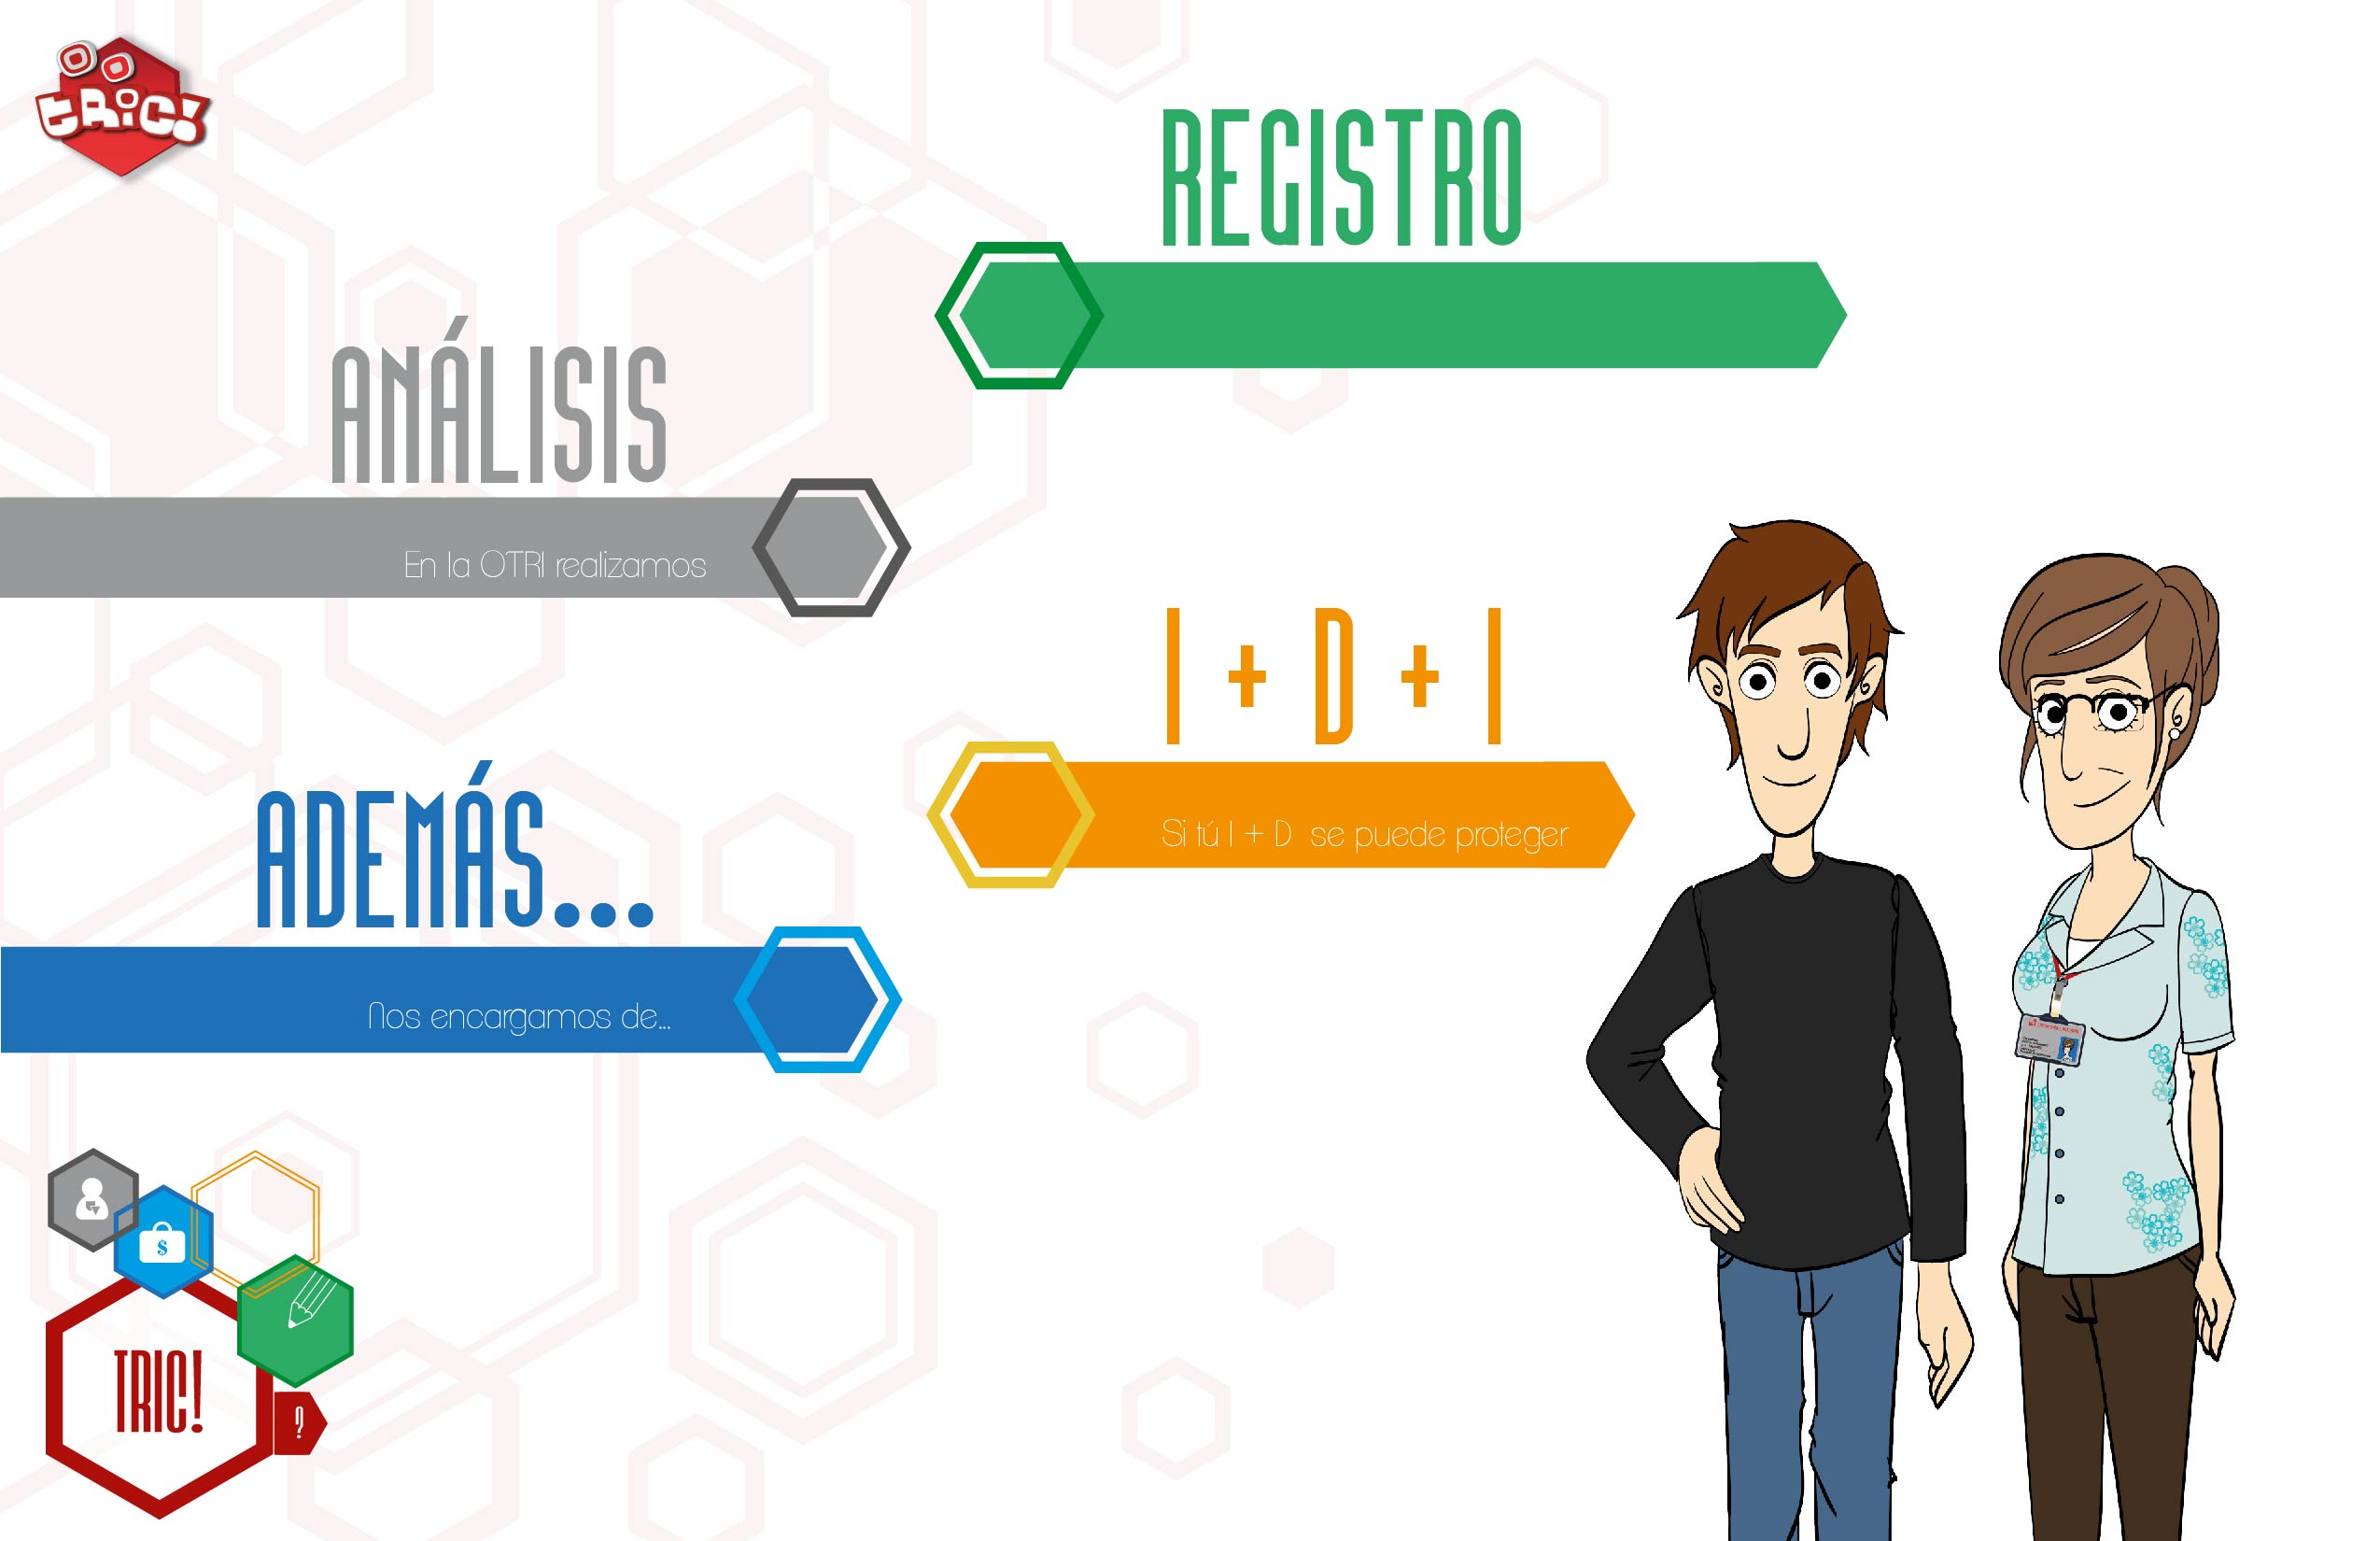 tric!
REGISTRO
ANÁLISIS
En la OTRI realizamos
I + D + I
Si tú I + D se puede proteger
ADEMÁS...
Nos encargamos de...
$
TRIC!
?